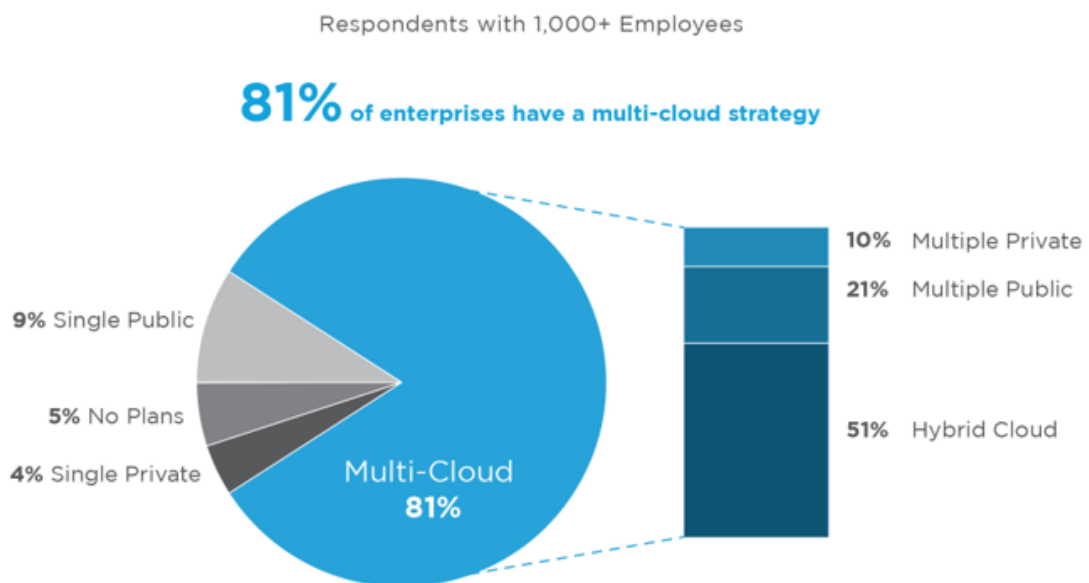 Respondents with 1,000+ Employees
81% of enterprises have a multi-cloud strategy
9% Single Public
5% No Plans
4% Single Private
Multi-Cloud
81%
10% Multiple Private
21% Multiple Public
51% Hybrid Cloud